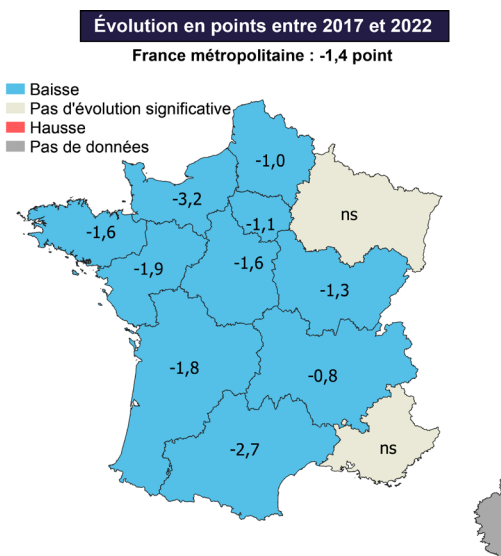 Évolution en points entre 2017 et 2022
France métropolitaine : -1,4 point
Baisse
Pas d'évolution significative
Hausse
Pas de données
-1,0
-3,2
ns
-1,1
-1,6
-1,6
-1,9
-1,3
-1,8
-0,8
-2,7
ns